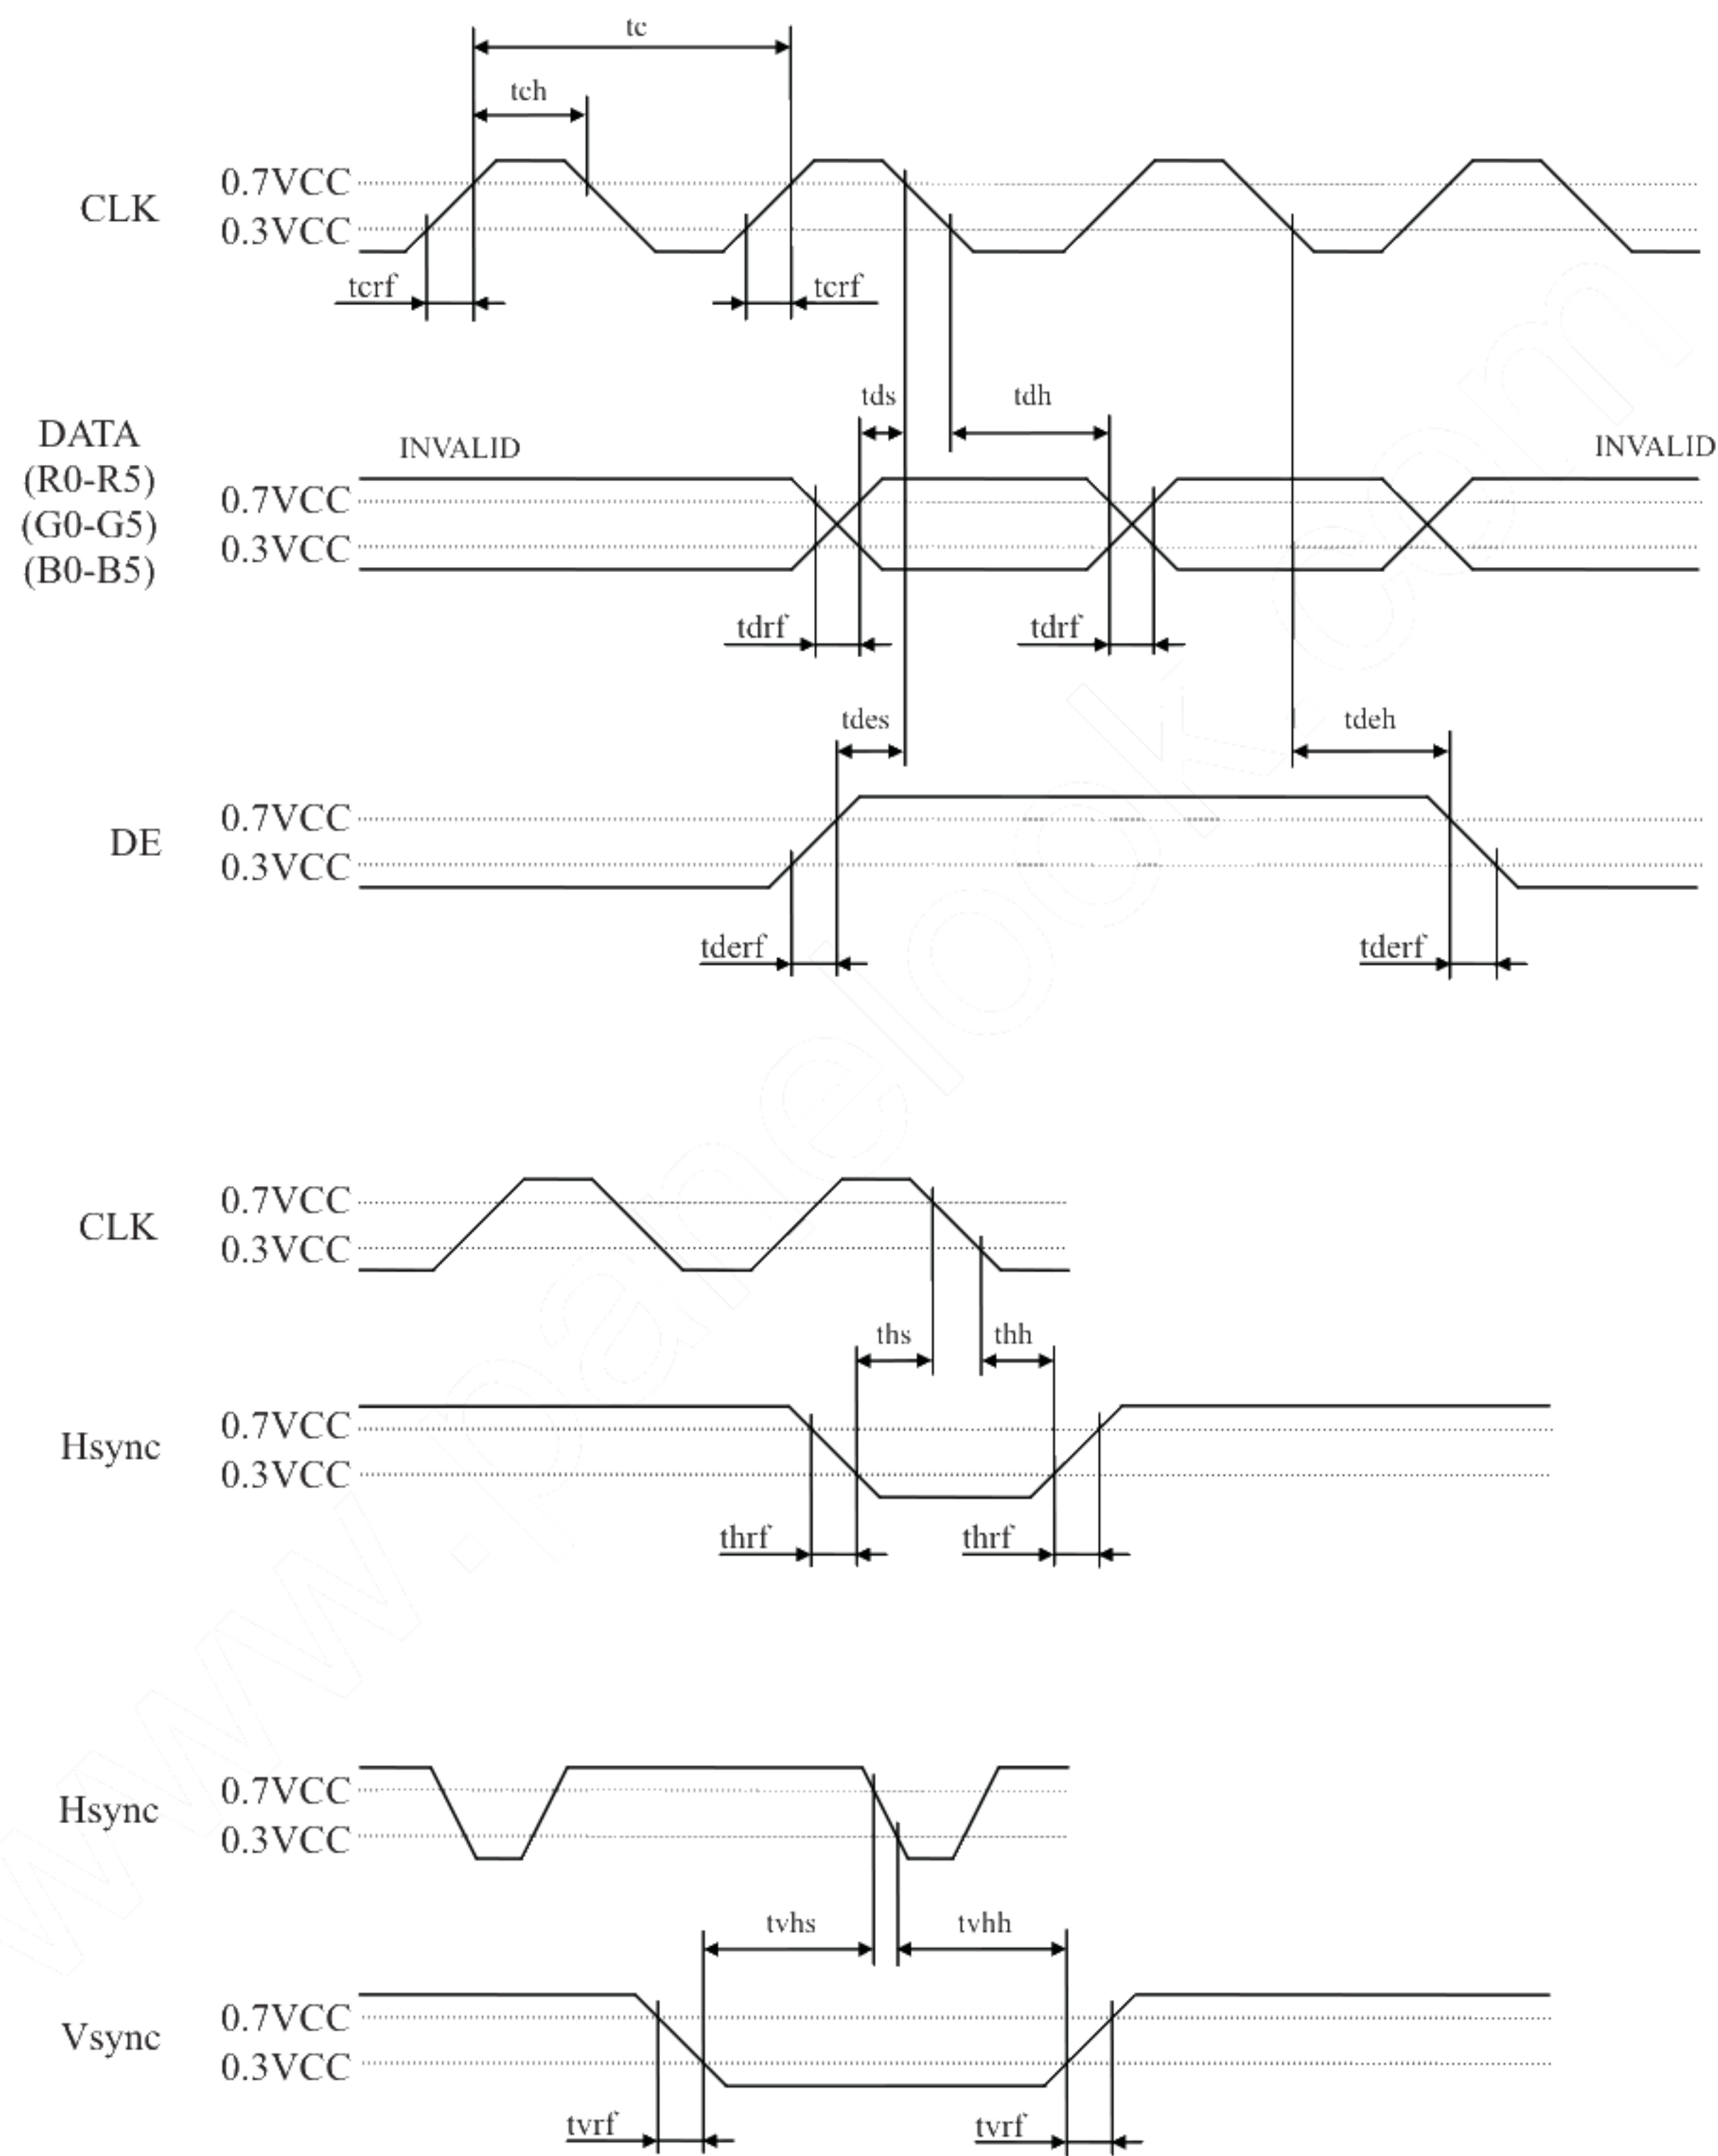 tc
tch
0.7VCC
CLK
0.3VCC
tcrf tcrf
tds tdh
DATA
INVALID INVALID
(R0-R5)
0.7VCC
(G0-G5)
0.3VCC
(B0-B5)
tdrf tdrf
tdes tdeh
0.7VCC
DE
0.3VCC
tderf tderf
0.7VCC
CLK
0.3VCC
ths thh
0.7VCC
Hsync
0.3VCC
thrf thrf
0.7VCC
Hsync
0.3VCC
tvhs tvhh
0.7VCC
Vsync
0.3VCC
tvrf tvrf
www.panelook.com